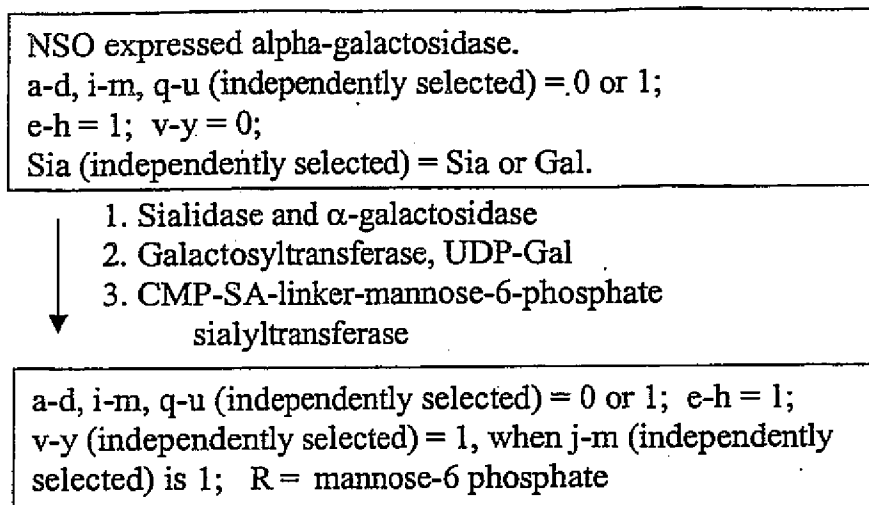 NSO expressed alpha-galactosidase.
a-d, i-m, q-u (independently selected) = 0 or 1;
e-h = 1; v-y = 0;
Sia (independently selected) = Sia or Gal.
1. Sialidase and α-galactosidase
2. Galactosyltransferase, UDP-Gal
3. CMP-SA-linker-mannose-6-phosphate
sialyltransferase
a-d, i-m, q-u (independently selected) = 0 or 1; e-h = 1;
v-y (independently selected) = 1, when j-m (independently
selected) is 1; R = mannose-6 phosphate